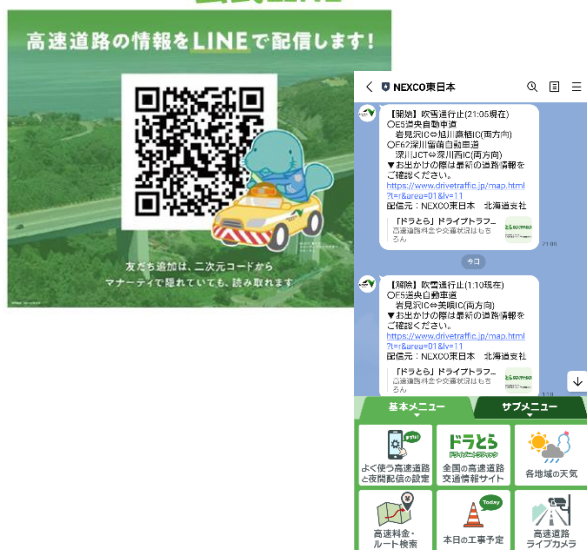 高速道路の情報をLINEで配信します!
友だち追加は、二次元コードから
マナーティで隠れていても、読み取れます
NEXCO東日本
【開始】吹雪通行止(21:05現在)
○E5道央自動車道
岩見沢IC⇔旭川鷹栖IC(両方向)
○E62深川留萌自動車道
深川JCT⇔深川西IC(両方向)
▼お出かけの際は最新の道路情報を
ご確認ください。
https://www.drivetraffic.jp/map.html
?t=r&area=01&lv=11
配信元:NEXCO東日本 北海道支社
「ドラとら」ドライブトラフ...
高速道路料金や交通状況はもち
ろん
今日
【解除】吹雪通行止(1:10現在)
○E5道央自動車道
岩見沢IC⇔美唄IC(両方向)
▼お出かけの際は最新の道路情報を
ご確認ください。
https://www.drivetraffic.jp/map.html
?t=r&area=01&lv=11
配信元:NEXCO東日本 北海道支社
「ドラとら」ドライブトラフ...
高速道路料金や交通状況はもち
ろん
基本メニュー
サブメニュー
よく使う高速道路
と夜間配信の設定
ドラとら
全国の高速道路
交通情報サイト
各地域の天気
高速料金・
ルート検索
Today
本日の工事予定
高速道路
ライブカメラ